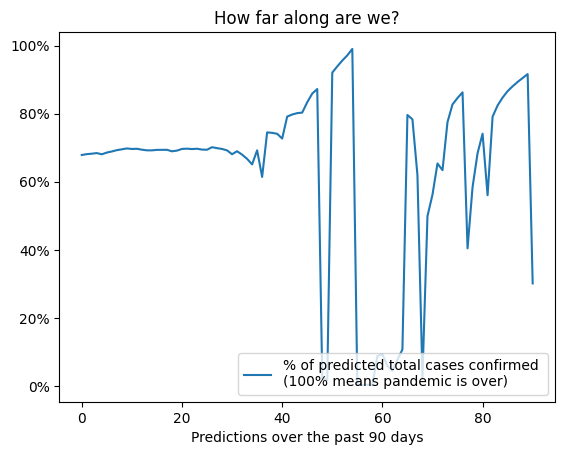 How far along are we?
100%
80%
60%
40%
20%
0%
% of predicted total cases confirmed
(100% means pandemic is over)
0 20 40 60 80
Predictions over the past 90 days